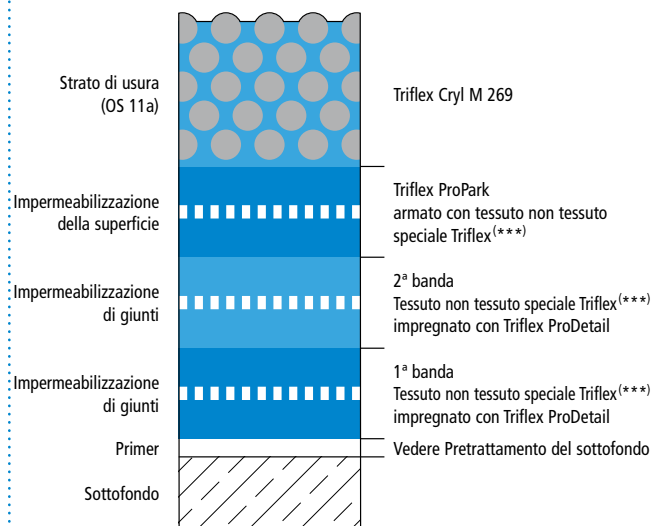 Strato di usura
(OS 11a)
Triflex Cryl M 269
Impermeabilizzazione
della superficie
Triflex ProPark
armato con tessuto non tessuto
speciale Triflex(***)
Impermeabilizzazione
di giunti
2ª banda
Tessuto non tessuto speciale Triflex(***)
impregnato con Triflex ProDetail
Impermeabilizzazione
di giunti
1ª banda
Tessuto non tessuto speciale Triflex(***)
impregnato con Triflex ProDetail
Primer
Vedere Pretrattamento del sottofondo
Sottofondo